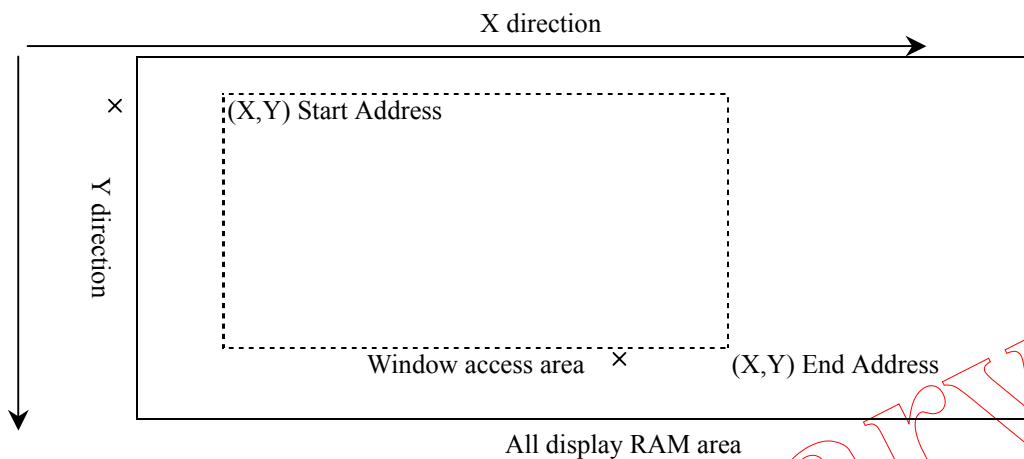 X direction
×
(X,Y) Start Address
Y direction
Window access area ×
(X,Y) End Address
All display RAM area